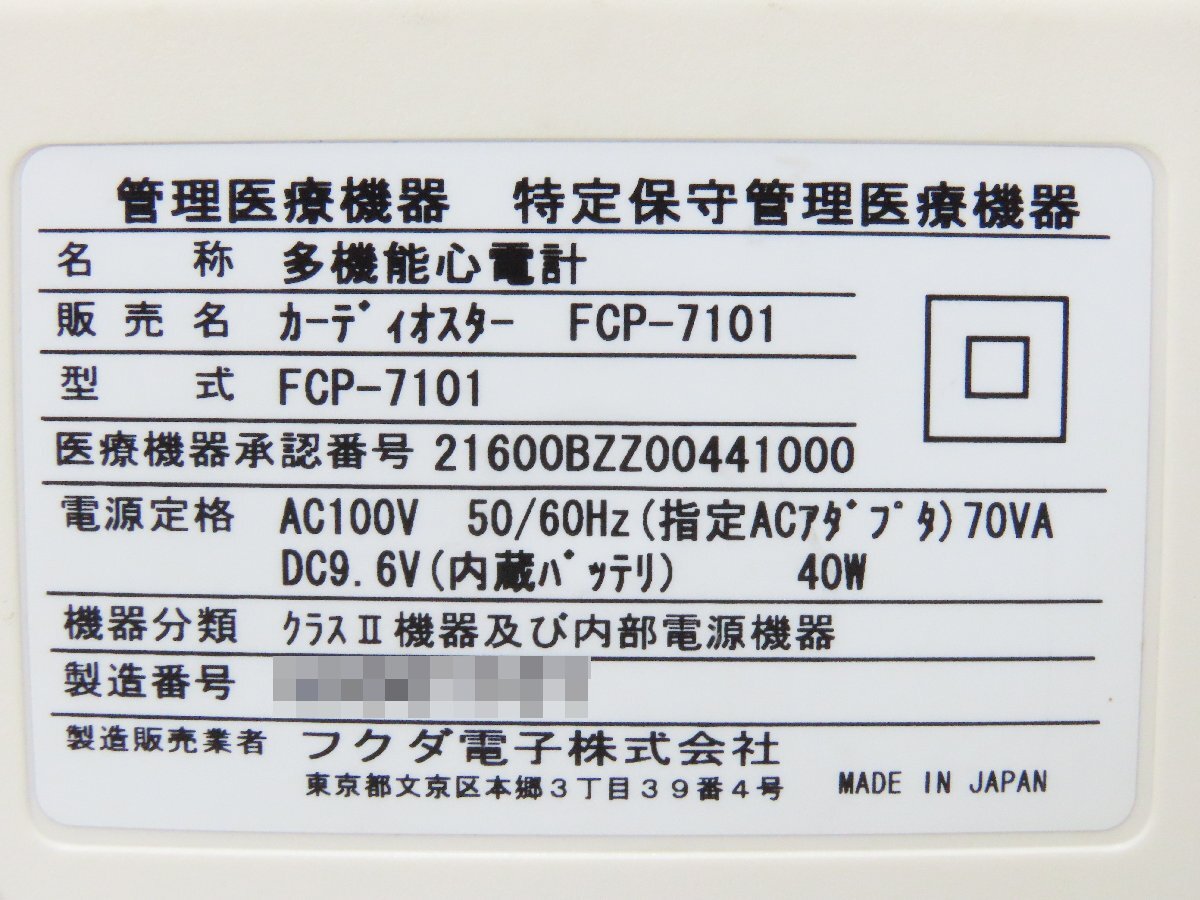 管理医療機器　特定保守管理医療機器
名　　称　多機能心電計
販 売 名　ｶｰﾃﾞｨｵｽﾀｰ　FCP-7101
型　　式　FCP-7101
医療機器承認番号 21600BZZ00441000
電源定格　AC100V　50/60Hz(指定ACｱﾀﾞﾌﾟﾀ)70VA
DC9.6V(内蔵ﾊﾞｯﾃﾘ)　　40W
機器分類　ｸﾗｽⅡ機器及び内部電源機器
製造番号
製造販売業者　フクダ電子株式会社
東京都文京区本郷３丁目３９番４号　MADE IN JAPAN